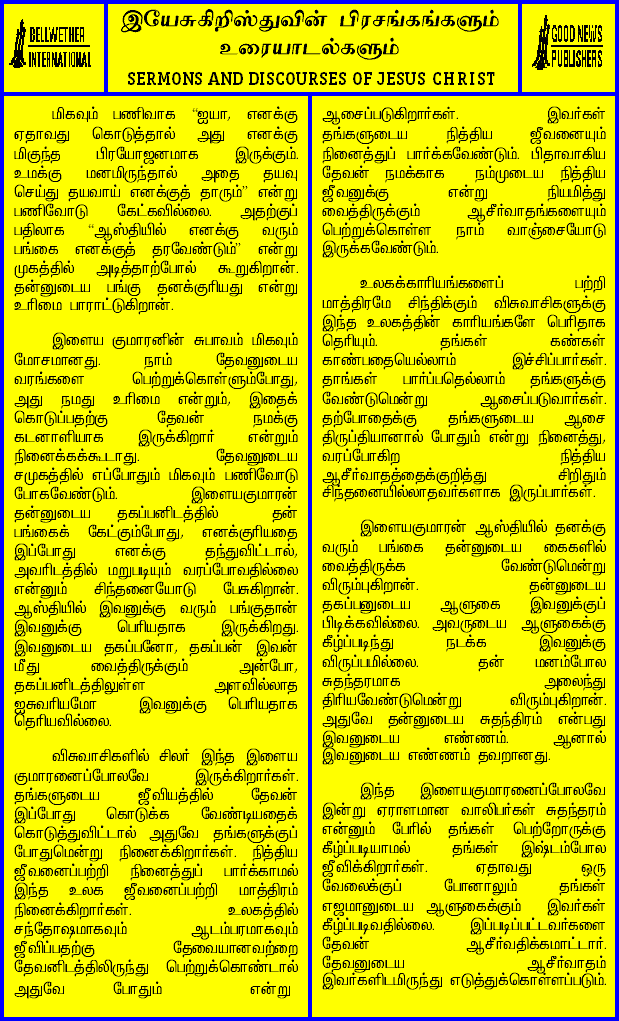 BELLWETHER
INTERNATIONAL
இயேசுகிறிஸ்துவின் பிரசங்கங்களும்
உரையாடல்களும்
SERMONS AND DISCOURSES OF JESUS CHRIST
GOOD NEWS
PUBLISHERS
மிகவும் பணிவாக “ஐயா, எனக்கு
ஏதாவது கொடுத்தால் அது எனக்கு
மிகுந்த பிரயோஜனமாக இருக்கும்.
உமக்கு மனமிருந்தால் அதை தயவு
செய்து தயவாய் எனக்குத் தாரும்” என்று
பணிவோடு கேட்கவில்லை. அதற்குப்
பதிலாக “ஆஸ்தியில் எனக்கு வரும்
பங்கை எனக்குத் தரவேண்டும்” என்று
முகத்தில் அடித்தாற்போல் கூறுகிறான்.
தன்னுடைய பங்கு தனக்குரியது என்று
உரிமை பாராட்டுகிறான்.
இளைய குமாரனின் சுபாவம் மிகவும்
மோசமானது. நாம் தேவனுடைய
வரங்களை பெற்றுக்கொள்ளும்போது,
அது நமது உரிமை என்றும், இதைக்
கொடுப்பதற்கு தேவன் நமக்கு
கடனாளியாக இருக்கிறார் என்றும்
நினைக்கக்கூடாது. தேவனுடைய
சமுகத்தில் எப்போதும் மிகவும் பணிவோடு
போகவேண்டும். இளையகுமாரன்
தன்னுடைய தகப்பனிடத்தில் தன்
பங்கைக் கேட்கும்போது, எனக்குரியதை
இப்போது எனக்கு தந்துவிட்டால்,
அவரிடத்தில் மறுபடியும் வரப்போவதில்லை
என்னும் சிந்தனையோடு பேசுகிறான்.
ஆஸ்தியில் இவனுக்கு வரும் பங்குதான்
இவனுக்கு பெரியதாக இருக்கிறது.
இவனுடைய தகப்பனோ, தகப்பன் இவன்
மீது வைத்திருக்கும் அன்போ,
தகப்பனிடத்திலுள்ள அளவில்லாத
ஐசுவரியமோ இவனுக்கு பெரியதாக
தெரியவில்லை.
விசுவாசிகளில் சிலர் இந்த இளைய
குமாரனைப்போலவே இருக்கிறார்கள்.
தங்களுடைய ஜீவியத்தில் தேவன்
இப்போது கொடுக்க வேண்டியதைக்
கொடுத்துவிட்டால் அதுவே தங்களுக்குப்
போதுமென்று நினைக்கிறார்கள். நித்திய
ஜீவனைப்பற்றி நினைத்துப் பார்க்காமல்
இந்த உலக ஜீவனைப்பற்றி மாத்திரம்
நினைக்கிறார்கள். உலகத்தில்
சந்தோஷமாகவும் ஆடம்பரமாகவும்
ஜீவிப்பதற்கு தேவையானவற்றை
தேவனிடத்திலிருந்து பெற்றுக்கொண்டால்
அதுவே போதும் என்று
ஆசைப்படுகிறார்கள். இவர்கள்
தங்களுடைய நித்திய ஜீவனையும்
நினைத்துப் பார்க்கவேண்டும். பிதாவாகிய
தேவன் நமக்காக நம்முடைய நித்திய
ஜீவனுக்கு என்று நியமித்து
வைத்திருக்கும் ஆசீர்வாதங்களையும்
பெற்றுக்கொள்ள நாம் வாஞ்சையோடு
இருக்கவேண்டும்.
உலகக்காரியங்களைப் பற்றி
மாத்திரமே சிந்திக்கும் விசுவாசிகளுக்கு
இந்த உலகத்தின் காரியங்களே பெரிதாக
தெரியும். தங்கள் கண்கள்
காண்பதையெல்லாம் இச்சிப்பார்கள்.
தாங்கள் பார்ப்பதெல்லாம் தங்களுக்கு
வேண்டுமென்று ஆசைப்படுவார்கள்.
தற்போதைக்கு தங்களுடைய ஆசை
திருப்தியானால் போதும் என்று நினைத்து,
வரப்போகிற நித்திய
ஆசீர்வாதத்தைக்குறித்து சிறிதும்
சிந்தனையில்லாதவர்களாக இருப்பார்கள்.
இளையகுமாரன் ஆஸ்தியில் தனக்கு
வரும் பங்கை தன்னுடைய கைகளில்
வைத்திருக்க வேண்டுமென்று
விரும்புகிறான். தன்னுடைய
தகப்பனுடைய ஆளுகை இவனுக்குப்
பிடிக்கவில்லை. அவருடைய ஆளுகைக்கு
கீழ்ப்படிந்து நடக்க இவனுக்கு
விருப்பமில்லை. தன் மனம்போல
சுதந்தரமாக அலைந்து
திரியவேண்டுமென்று விரும்புகிறான்.
அதுவே தன்னுடைய சுதந்திரம் என்பது
இவனுடைய எண்ணம். ஆனால்
இவனுடைய எண்ணம் தவறானது.
இந்த இளையகுமாரனைப்போலவே
இன்று ஏராளமான வாலிபர்கள் சுதந்தரம்
என்னும் பேரில் தங்கள் பெற்றோருக்கு
கீழ்ப்படியாமல் தங்கள் இஷ்டம்போல
ஜீவிக்கிறார்கள். ஏதாவது ஒரு
வேலைக்குப் போனாலும் தங்கள்
எஜமானுடைய ஆளுகைக்கும் இவர்கள்
கீழ்ப்படிவதில்லை. இப்படிப்பட்டவர்களை
தேவன் ஆசீர்வதிக்கமாட்டார்.
தேவனுடைய ஆசீர்வாதம்
இவர்களிடமிருந்து எடுத்துக்கொள்ளப்படும்.